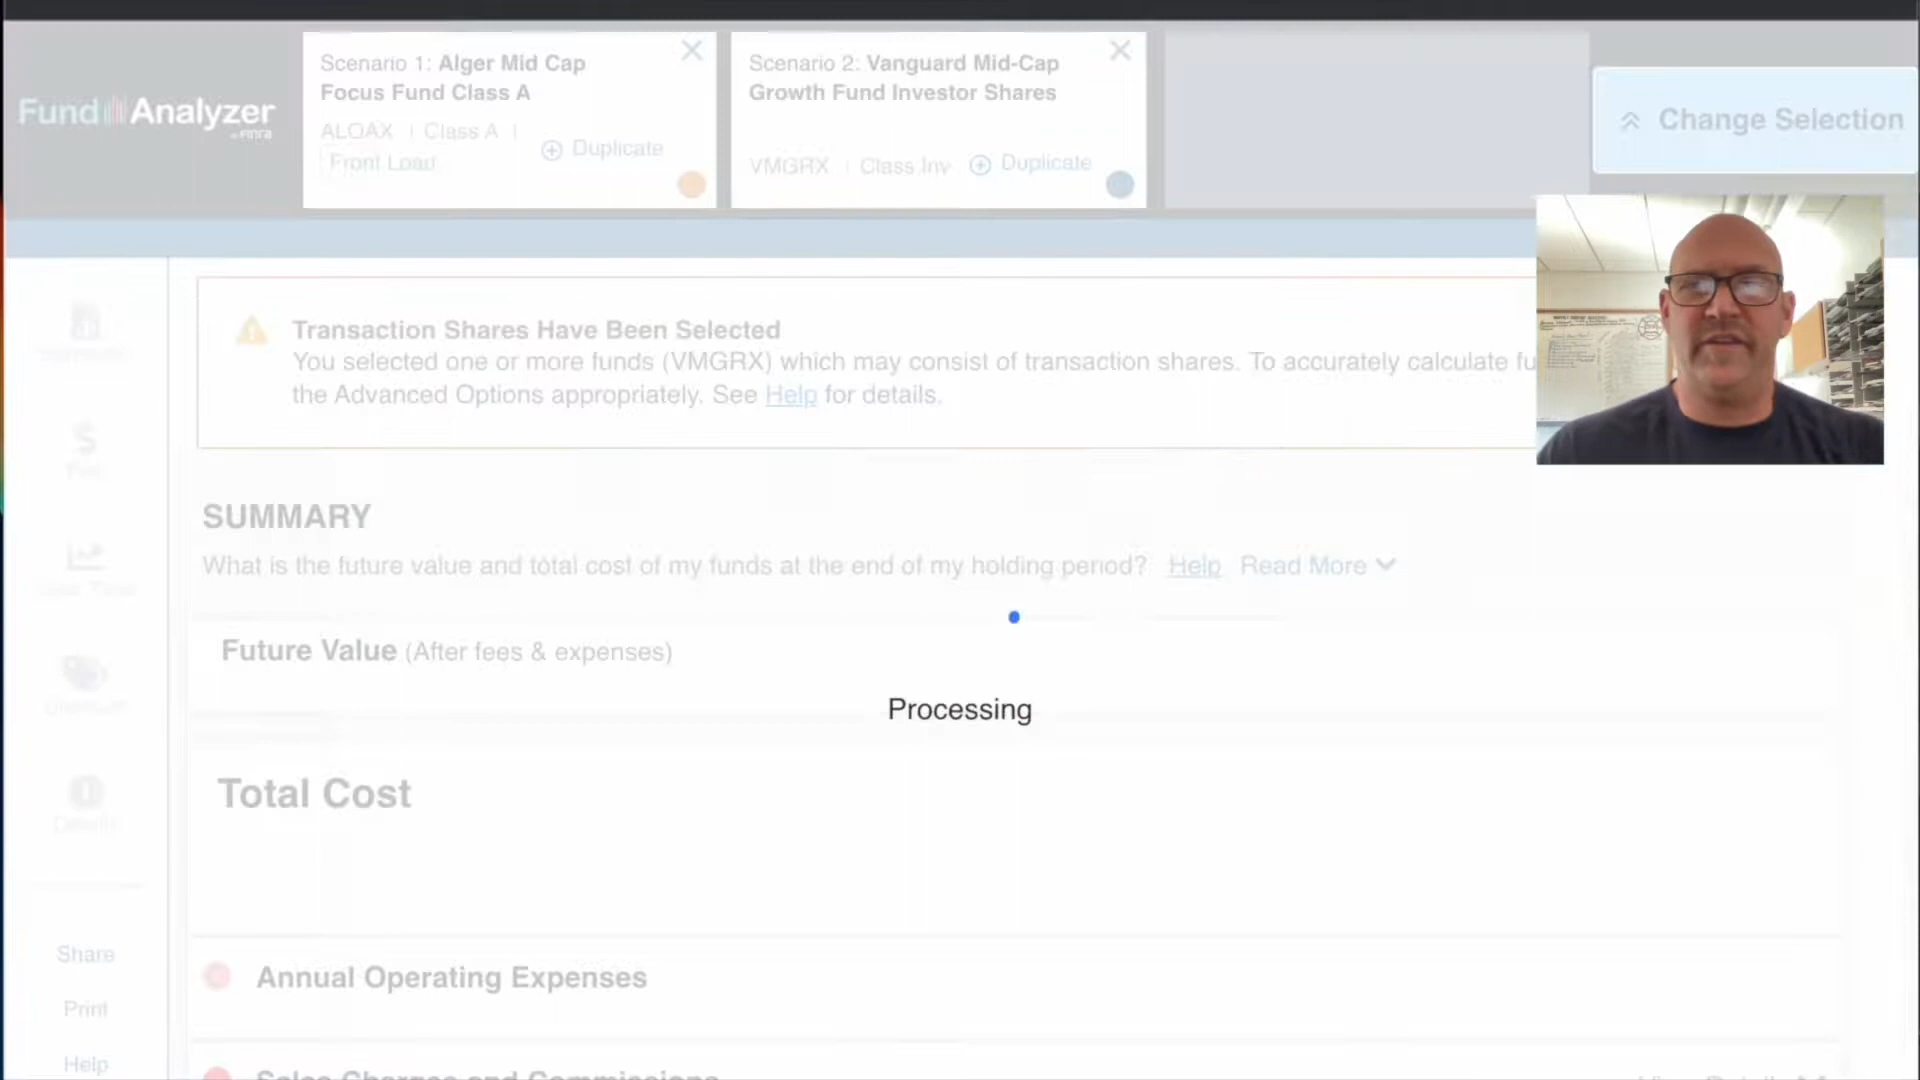 Fund Analyzer
Scenario 1: Alger Mid Cap
Focus Fund Class A
ALOAX | Class A |
Front Load
Duplicate
Scenario 2: Vanguard Mid-Cap
Growth Fund Investor Shares
VMGRX | Class Inv
Duplicate
Change Selection
Transaction Shares Have Been Selected
You selected one or more funds (VMGRX) which may consist of transaction shares. To accurately calculate
the Advanced Options appropriately. See Help for details.
SUMMARY
What is the future value and total cost of my funds at the end of my holding period? Help Read More
Future Value (After fees & expenses)
Processing
Total Cost
Annual Operating Expenses
Sales Charges and Commissions
Share
Print
Help